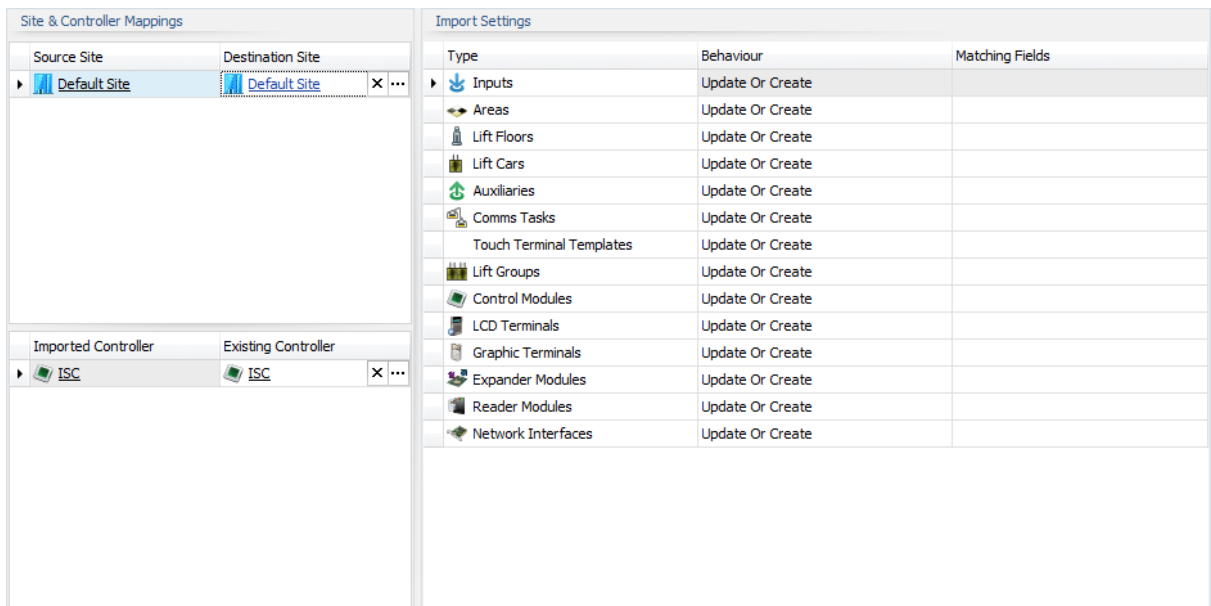 Site & Controller Mappings
Source Site Destination Site
Default Site Default Site
Imported Controller Existing Controller
ISC ISC
Import Settings
Type Behaviour Matching Fields
Inputs Update Or Create
Areas Update Or Create
Lift Floors Update Or Create
Lift Cars Update Or Create
Auxiliaries Update Or Create
Comms Tasks Update Or Create
Touch Terminal Templates Update Or Create
Lift Groups Update Or Create
Control Modules Update Or Create
LCD Terminals Update Or Create
Graphic Terminals Update Or Create
Expander Modules Update Or Create
Reader Modules Update Or Create
Network Interfaces Update Or Create